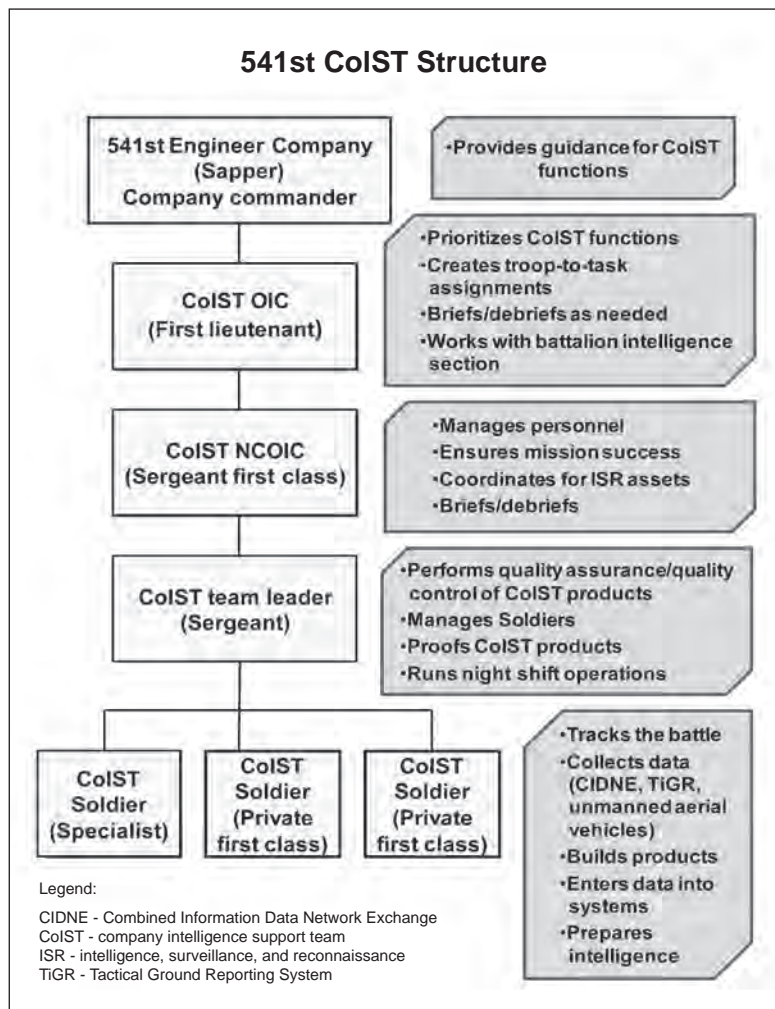 541st CoIST Structure
541st Engineer Company
(Sapper)
Company commander
•Provides guidance for CoIST
functions
CoIST OIC
(First lieutenant)
•Prioritizes CoIST functions
•Creates troop-to-task
assignments
•Briefs/debriefs as needed
•Works with battalion intelligence
section
CoIST NCOIC
(Sergeant first class)
•Manages personnel
•Ensures mission success
•Coordinates for ISR assets
•Briefs/debriefs
CoIST team leader
(Sergeant)
•Performs quality assurance/quality
control of CoIST products
•Manages Soldiers
•Proofs CoIST products
•Runs night shift operations
CoIST
Soldier
(Specialist)
CoIST
Soldier
(Private
first class)
CoIST
Soldier
(Private
first class)
•Tracks the battle
•Collects data
(CIDNE, TiGR,
unmanned aerial
vehicles)
•Builds products
•Enters data into
systems
•Prepares
intelligence
Legend:
CIDNE - Combined Information Data Network Exchange
CoIST - company intelligence support team
ISR - intelligence, surveillance, and reconnaissance
TiGR - Tactical Ground Reporting System